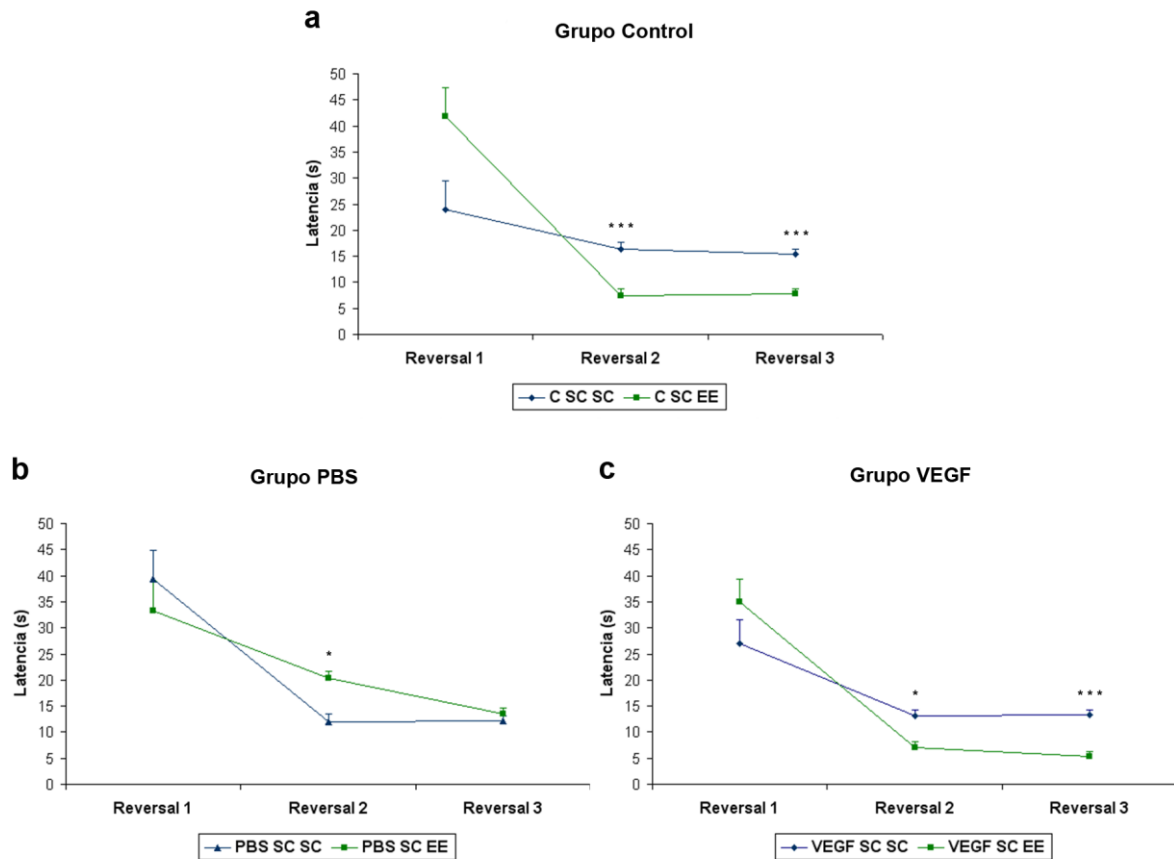 a
Grupo Control
Latencia (s)
50
45
40
35
30
25
20
15
10
5
0
***
***
Reversal 1
Reversal 2
Reversal 3
C SC SC
C SC EE
b
Grupo PBS
Latencia (s)
50
45
40
35
30
25
20
15
10
5
0
*
Reversal 1
Reversal 2
Reversal 3
PBS SC SC
PBS SC EE
c
Grupo VEGF
Latencia (s)
50
45
40
35
30
25
20
15
10
5
0
*
***
Reversal 1
Reversal 2
Reversal 3
VEGF SC SC
VEGF SC EE